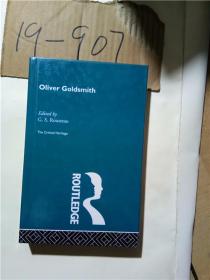 19-907
Oliver Goldsmith
Edited by
G. S. Rousseau
The Critical Heritage
ROUTLEDGE